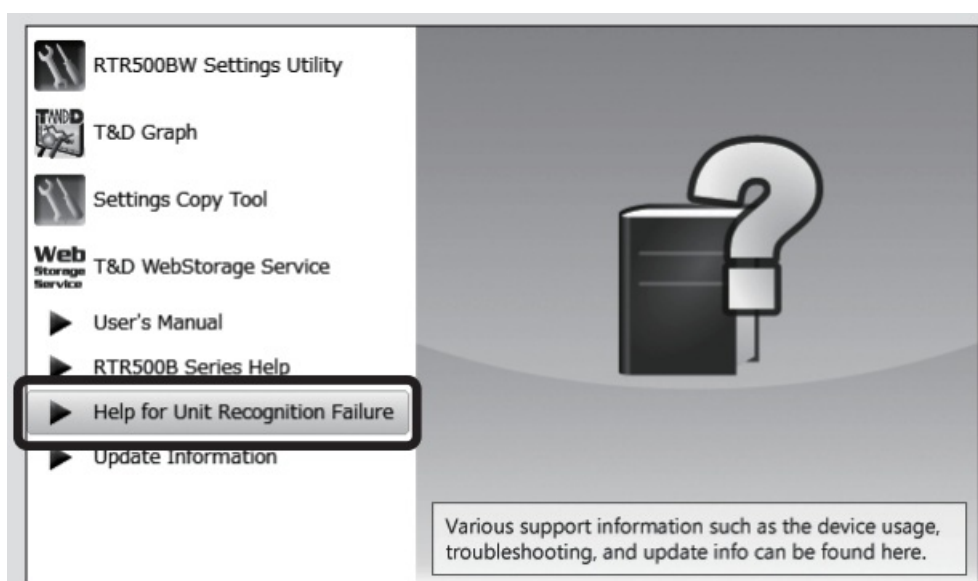 RTR500BW Settings Utility
TANDD
T&D Graph
Settings Copy Tool
Web
Storage
Service
T&D WebStorage Service
User's Manual
RTR500B Series Help
Help for Unit Recognition Failure
Update Information
Various support information such as the device usage,
troubleshooting, and update info can be found here.